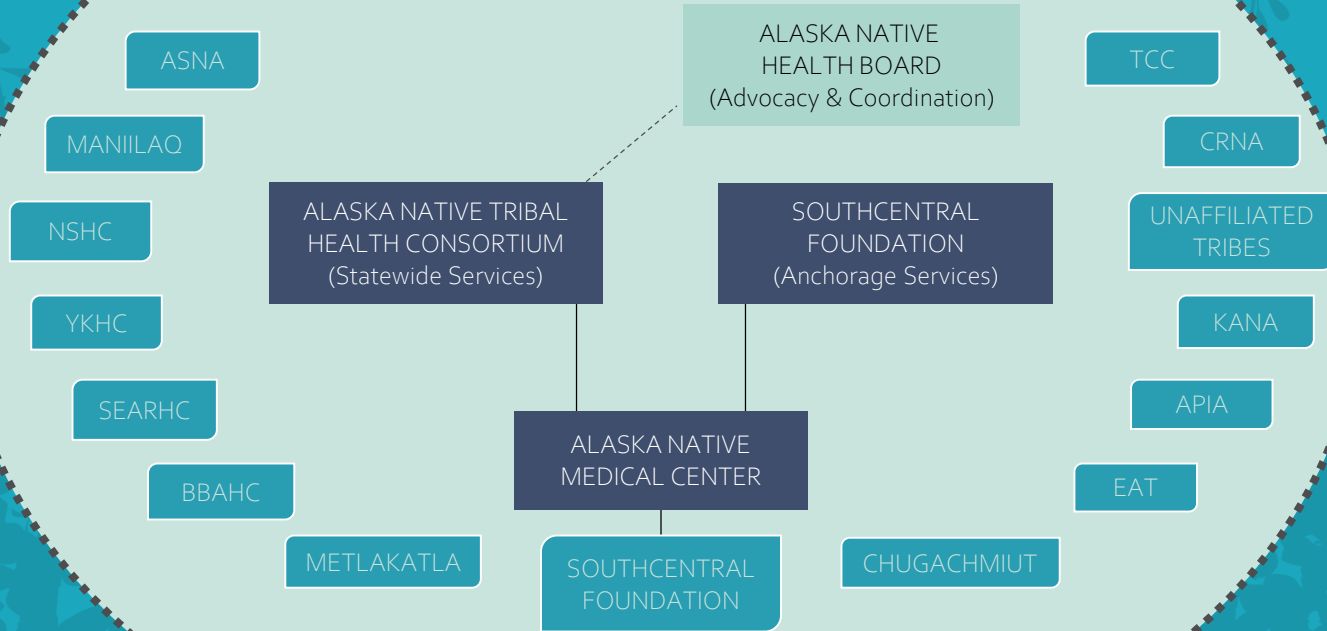 ALASKA NATIVE
HEALTH BOARD
(Advocacy & Coordination)
ASNA
TCC
MANIILAQ
CRNA
ALASKA NATIVE TRIBAL
HEALTH CONSORTIUM
(Statewide Services)
SOUTHCENTRAL
FOUNDATION
(Anchorage Services)
NSHC
UNAFFILIATED
TRIBES
YKHC
KANA
SEARHC
APIA
ALASKA NATIVE
MEDICAL CENTER
BBAHC
EAT
METLAKATLA
SOUTHCENTRAL
FOUNDATION
CHUGACHMIUT